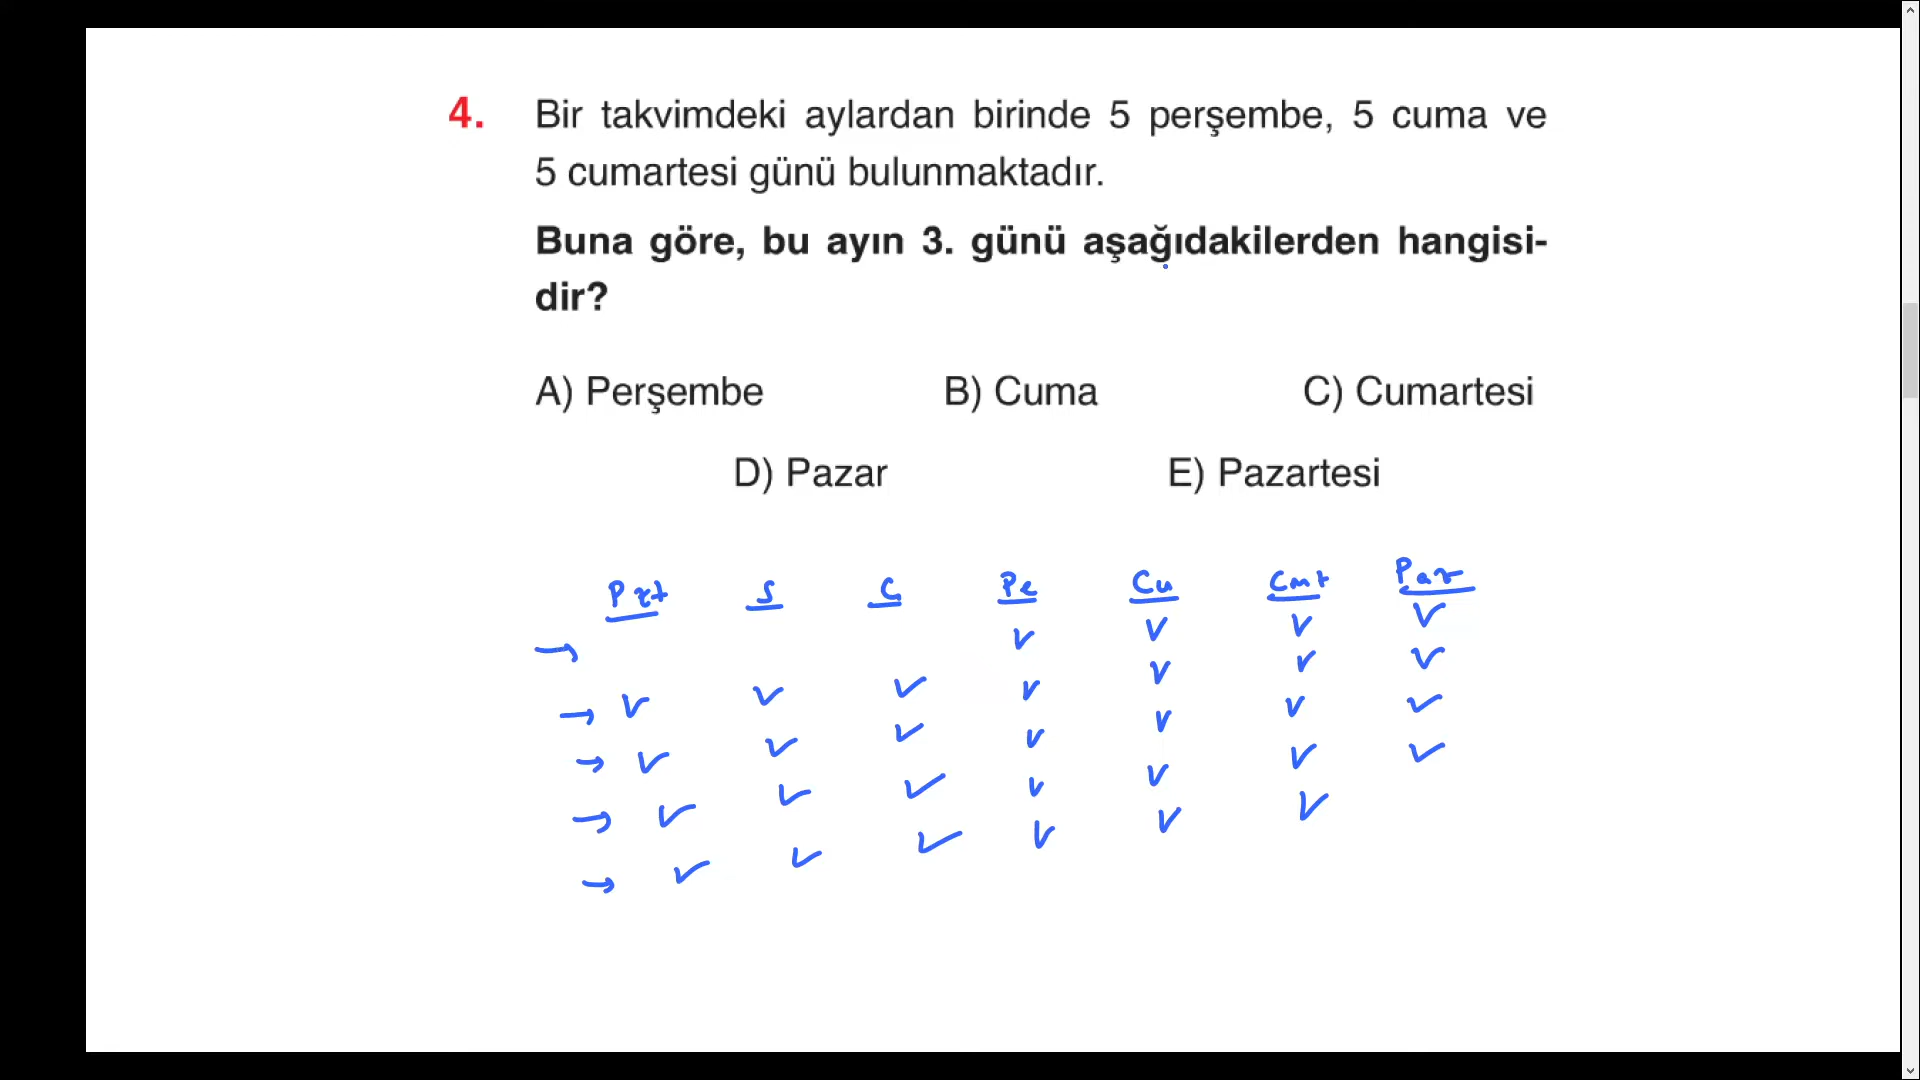 4. Bir takvimdeki aylardan birinde 5 perşembe, 5 cuma ve
5 cumartesi günü bulunmaktadır.
Buna göre, bu ayın 3. günü aşağıdakilerden hangisi-
dir?
A) Perşembe B) Cuma C) Cumartesi
D) Pazar E) Pazartesi
Pzt S Ç Pe Cu Cmt Paz